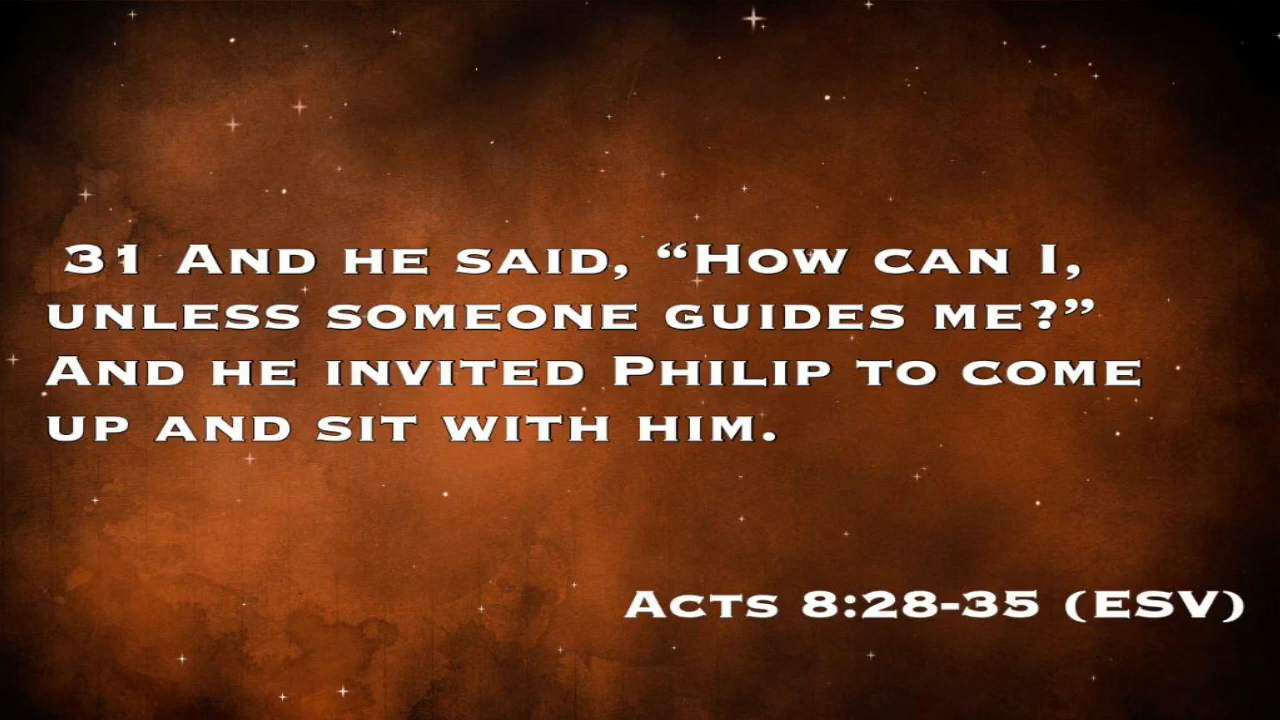 31 And he said, “How can I,
unless someone guides me?”
And he invited Philip to come
up and sit with him.
Acts 8:28-35 (ESV)